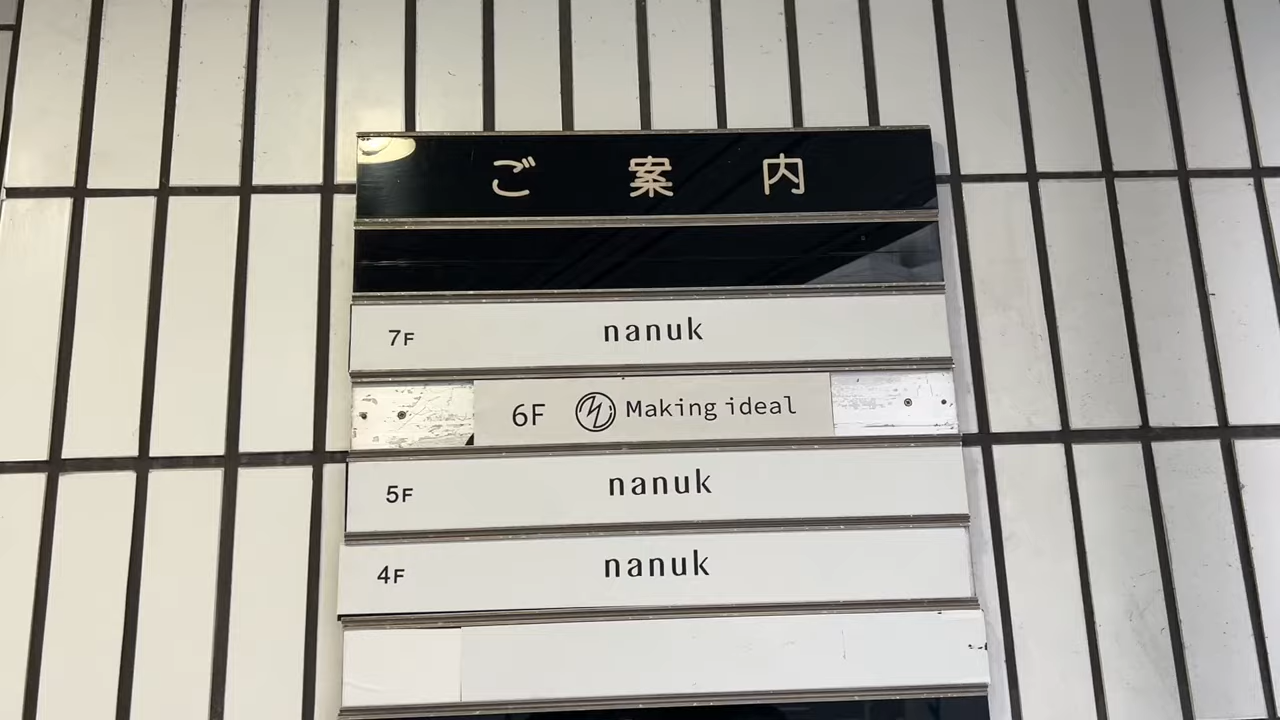 ご案内
7F nanuk
6F Making ideal
5F nanuk
4F nanuk